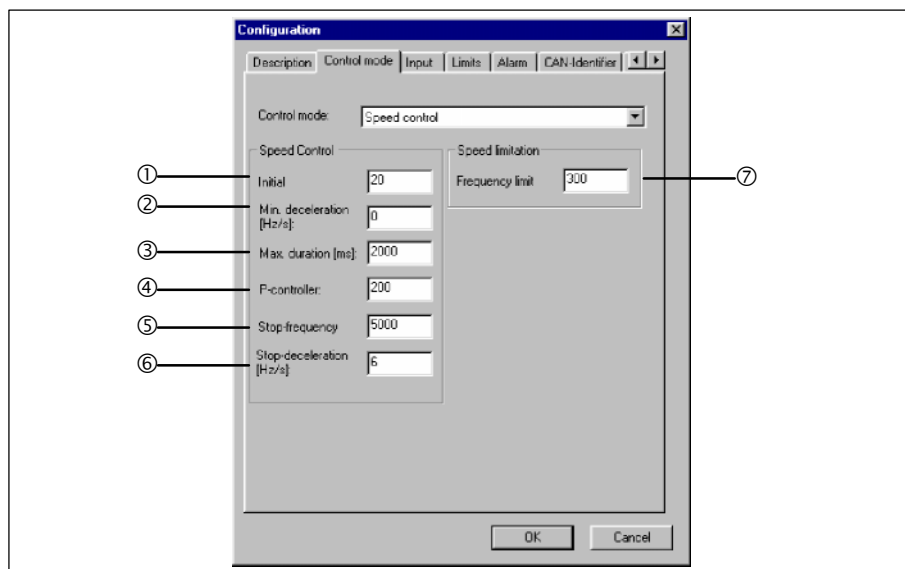 Configuration
Description Control mode Input Limits Alarm CAN-Identifier
Control mode: Speed control
Speed Control
Speed limitation
① Initial 20
Frequency limit 300 ⑦
② Min. deceleration
[Hz/s]: 0
③ Max. duration [ms]: 2000
④ P-controller: 200
⑤ Stop-frequency 5000
⑥ Stop-deceleration
[Hz/s] 6
OK Cancel